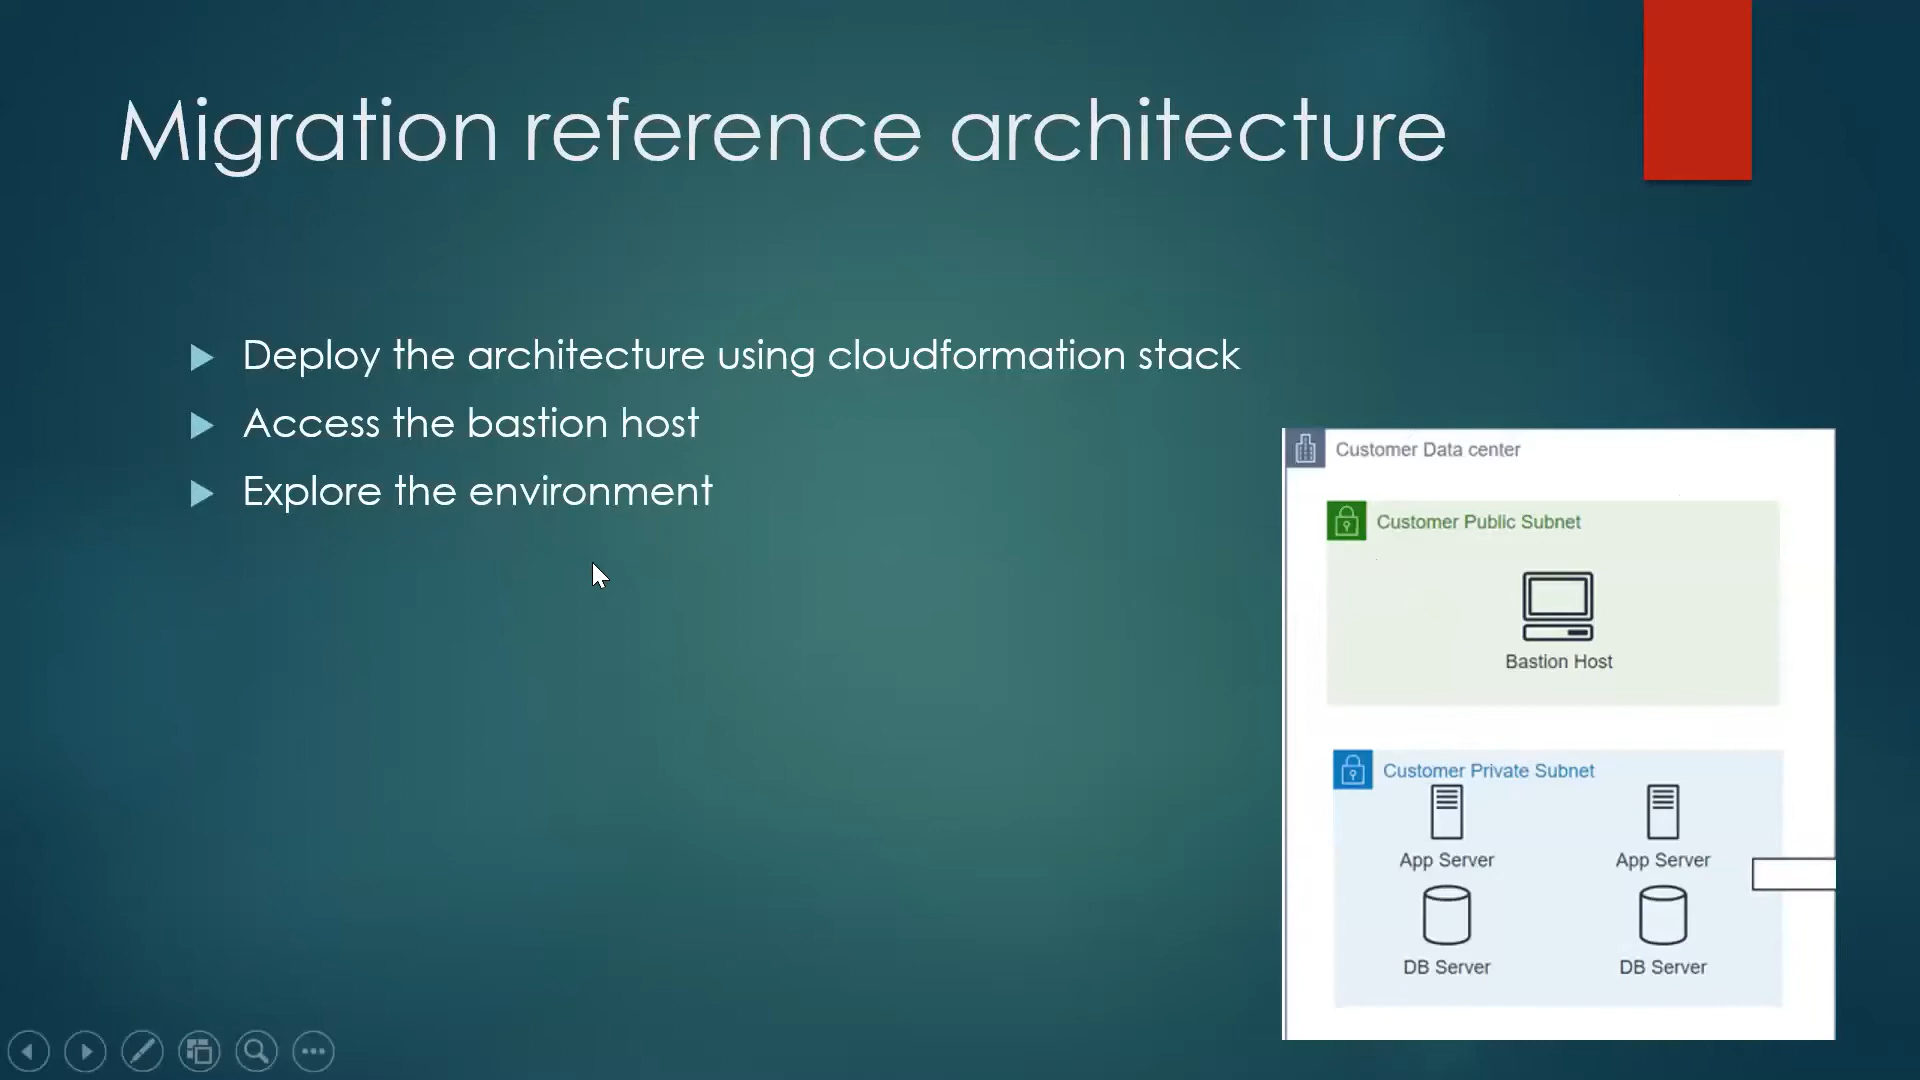 Migration reference architecture
Deploy the architecture using cloudformation stack
Access the bastion host
Explore the environment
Customer Data center
Customer Public Subnet
Bastion Host
Customer Private Subnet
App Server
App Server
DB Server
DB Server